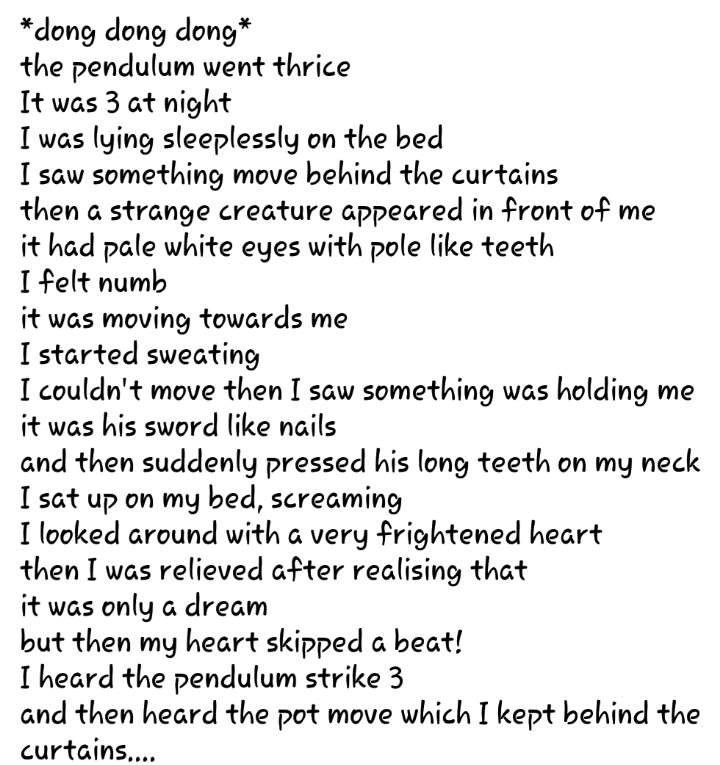 *dong dong dong*
the pendulum went thrice
It was 3 at night
I was lying sleeplessly on the bed
I saw something move behind the curtains
then a strange creature appeared in front of me
it had pale white eyes with pole like teeth
I felt numb
it was moving towards me
I started sweating
I couldn't move then I saw something was holding me
it was his sword like nails
and then suddenly pressed his long teeth on my neck
I sat up on my bed, screaming
I looked around with a very frightened heart
then I was relieved after realising that
it was only a dream
but then my heart skipped a beat!
I heard the pendulum strike 3
and then heard the pot move which I kept behind the
curtains....